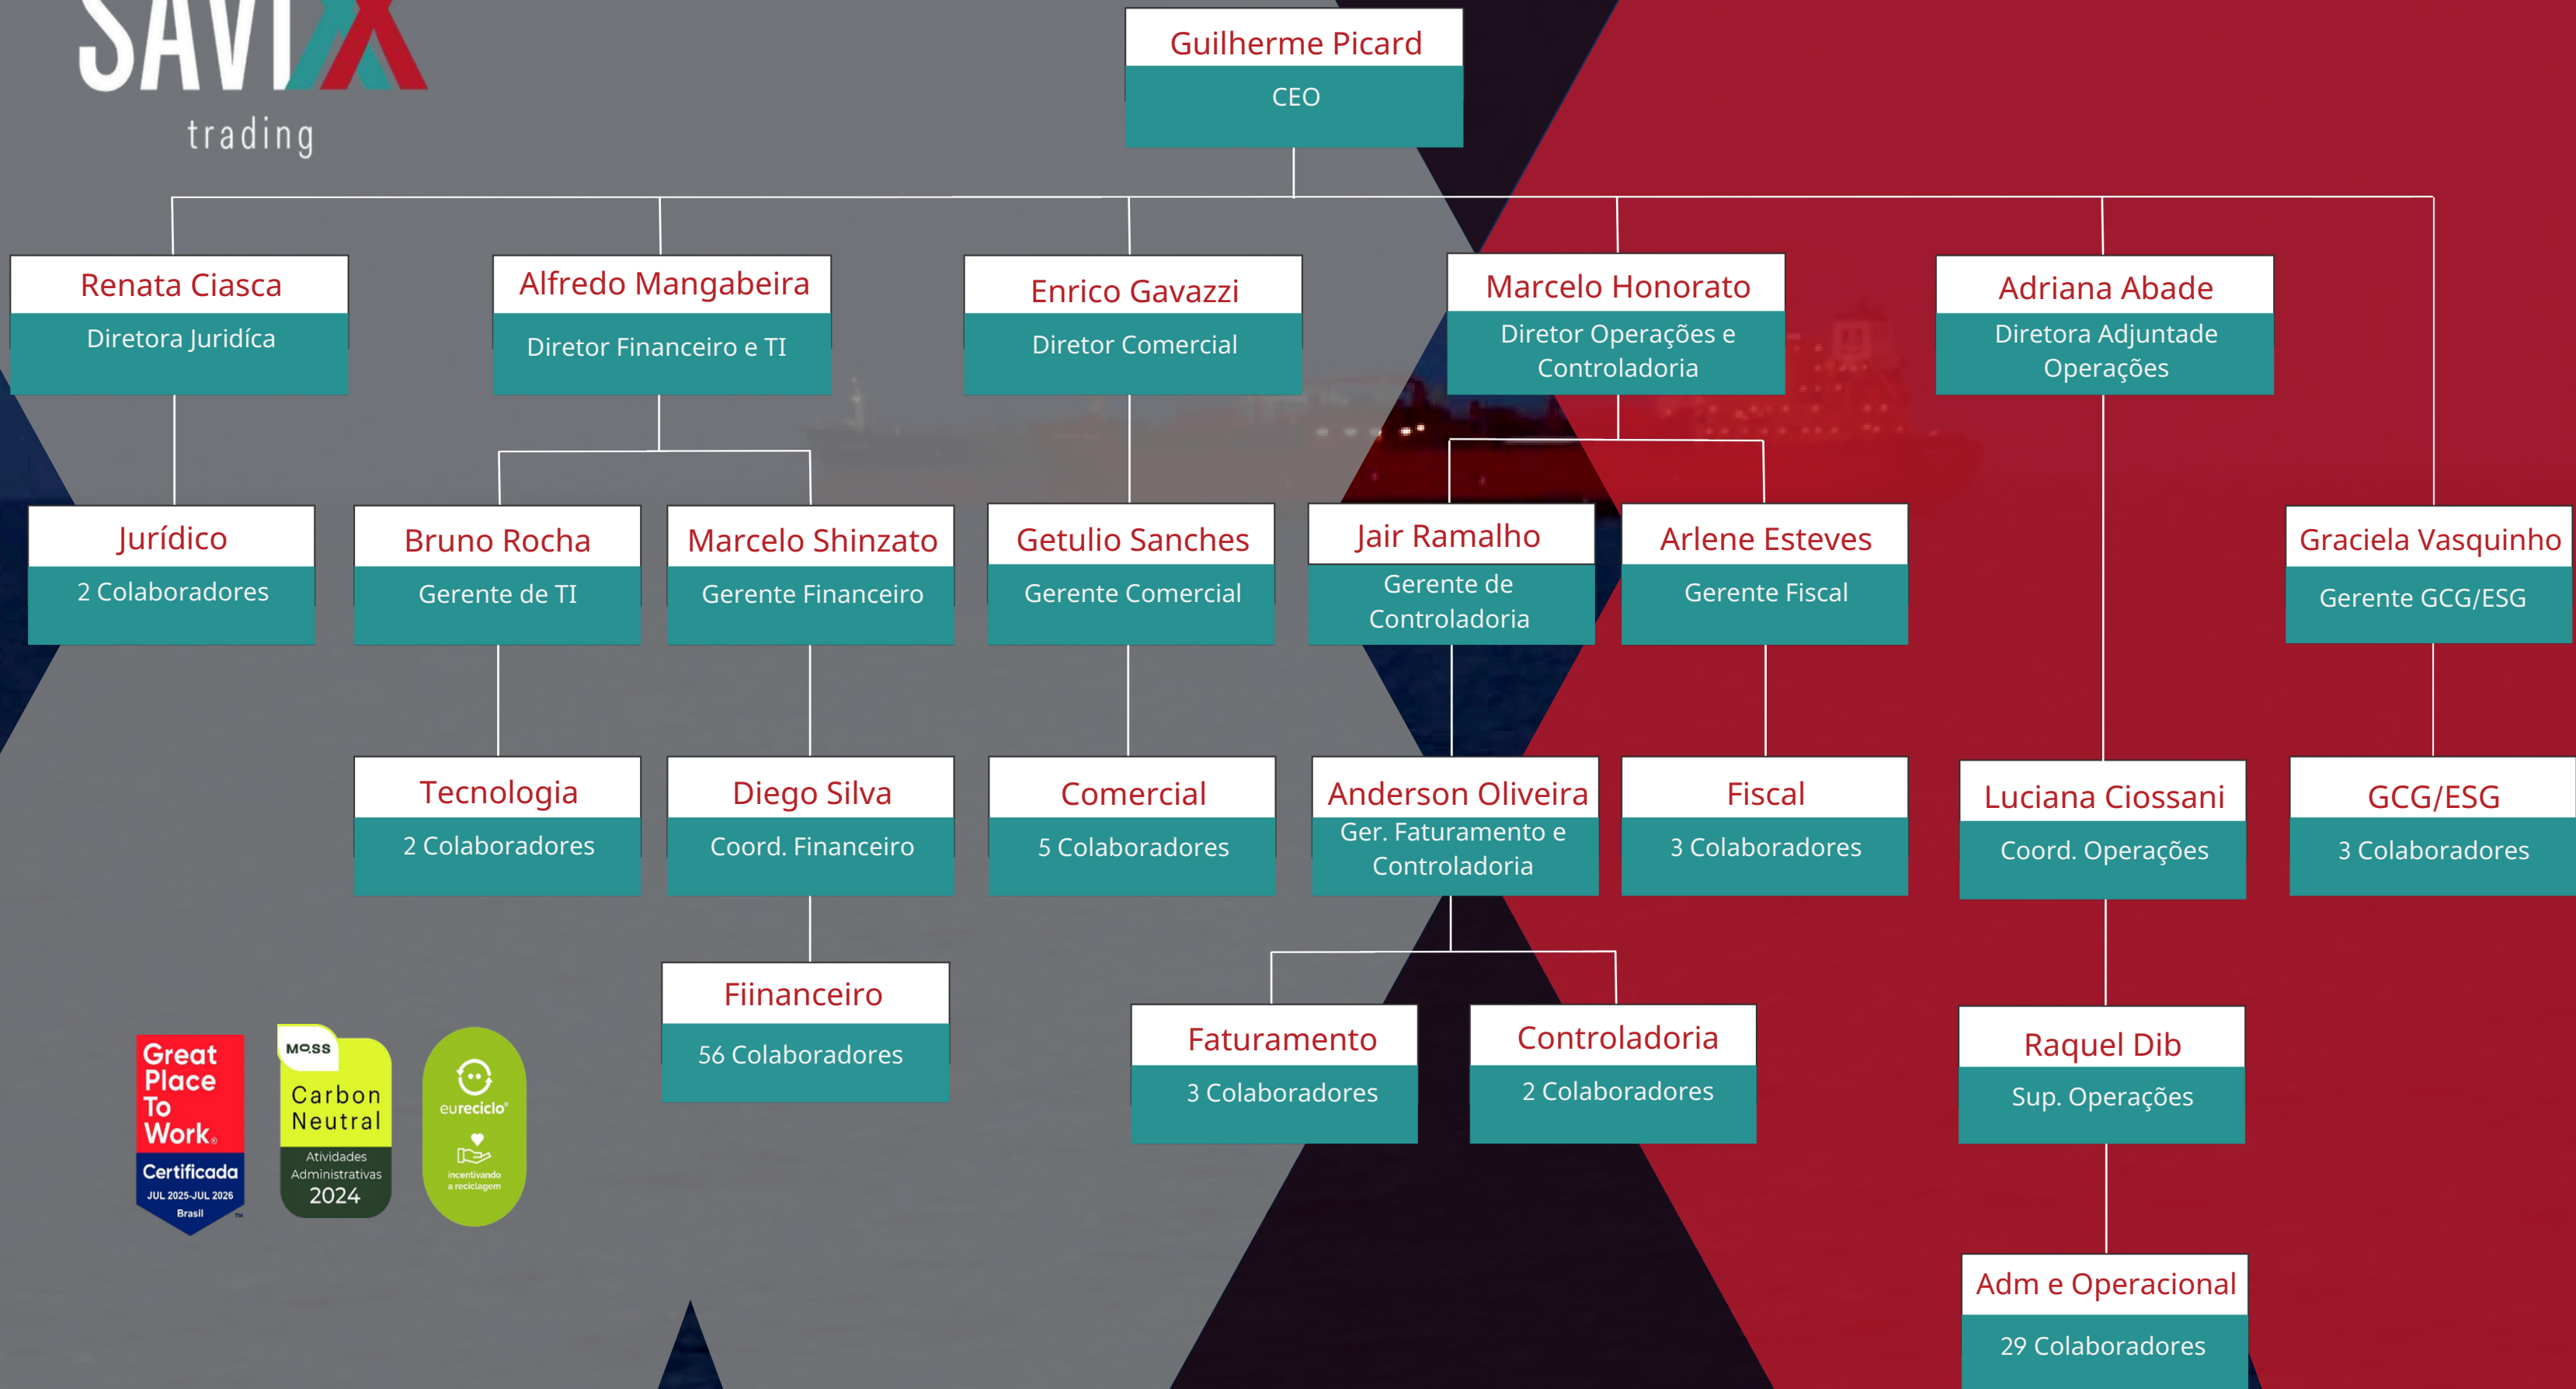 SAVIXX
trading
Guilherme Picard
CEO
Renata Ciasca
Diretora Juridíca
Alfredo Mangabeira
Diretor Financeiro e TI
Enrico Gavazzi
Diretor Comercial
Marcelo Honorato
Diretor Operações e
Controladoria
Adriana Abade
Diretora Adjuntade
Operações
Jurídico
2 Colaboradores
Bruno Rocha
Gerente de TI
Marcelo Shinzato
Gerente Financeiro
Getulio Sanches
Gerente Comercial
Jair Ramalho
Gerente de
Controladoria
Arlene Esteves
Gerente Fiscal
Graciela Vasquinho
Gerente GCG/ESG
Tecnologia
2 Colaboradores
Diego Silva
Coord. Financeiro
Comercial
5 Colaboradores
Anderson Oliveira
Ger. Faturamento e
Controladoria
Fiscal
3 Colaboradores
Luciana Ciossani
Coord. Operações
GCG/ESG
3 Colaboradores
Fiinanceiro
56 Colaboradores
Faturamento
3 Colaboradores
Controladoria
2 Colaboradores
Raquel Dib
Sup. Operações
Adm e Operacional
29 Colaboradores
Great
Place
To
Work®
Certificada
JUL 2025-JUL 2026
Brasil
TM
MOSS
Carbon
Neutral
Atividades
Administrativas
2024
eureciclo®
incentivando
a reciclagem